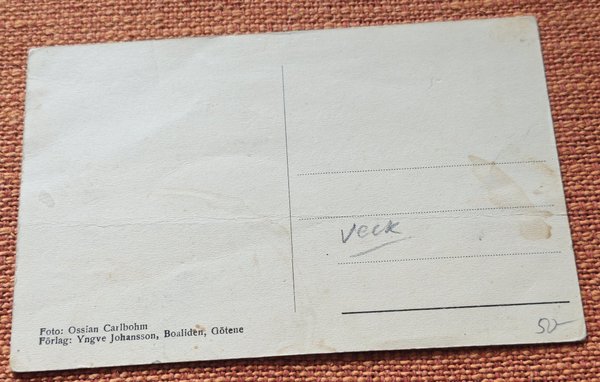 veck
50-
Foto: Ossian Carlbohm
Förlag: Yngve Johansson, Boaliden, Götene